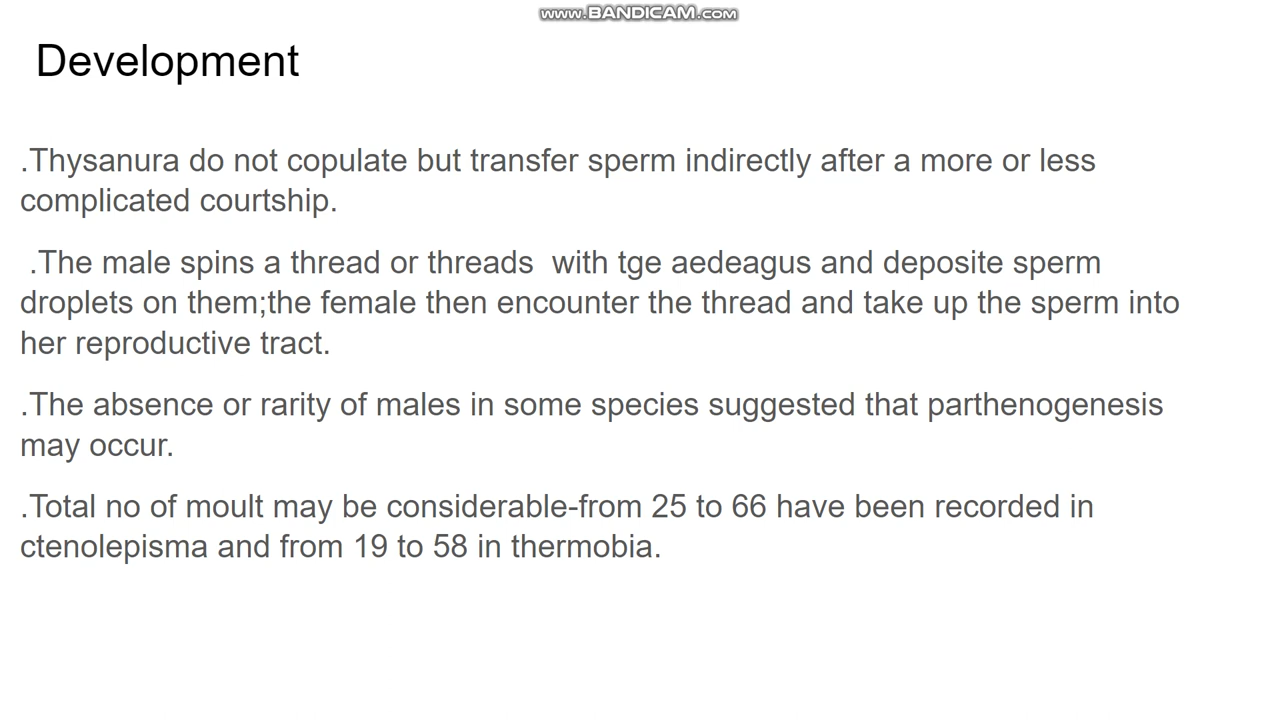 www.BANDICAM.com
Development
.Thysanura do not copulate but transfer sperm indirectly after a more or less
complicated courtship.
.The male spins a thread or threads  with tge aedeagus and deposite sperm
droplets on them;the female then encounter the thread and take up the sperm into
her reproductive tract.
.The absence or rarity of males in some species suggested that parthenogenesis
may occur.
.Total no of moult may be considerable-from 25 to 66 have been recorded in
ctenolepisma and from 19 to 58 in thermobia.